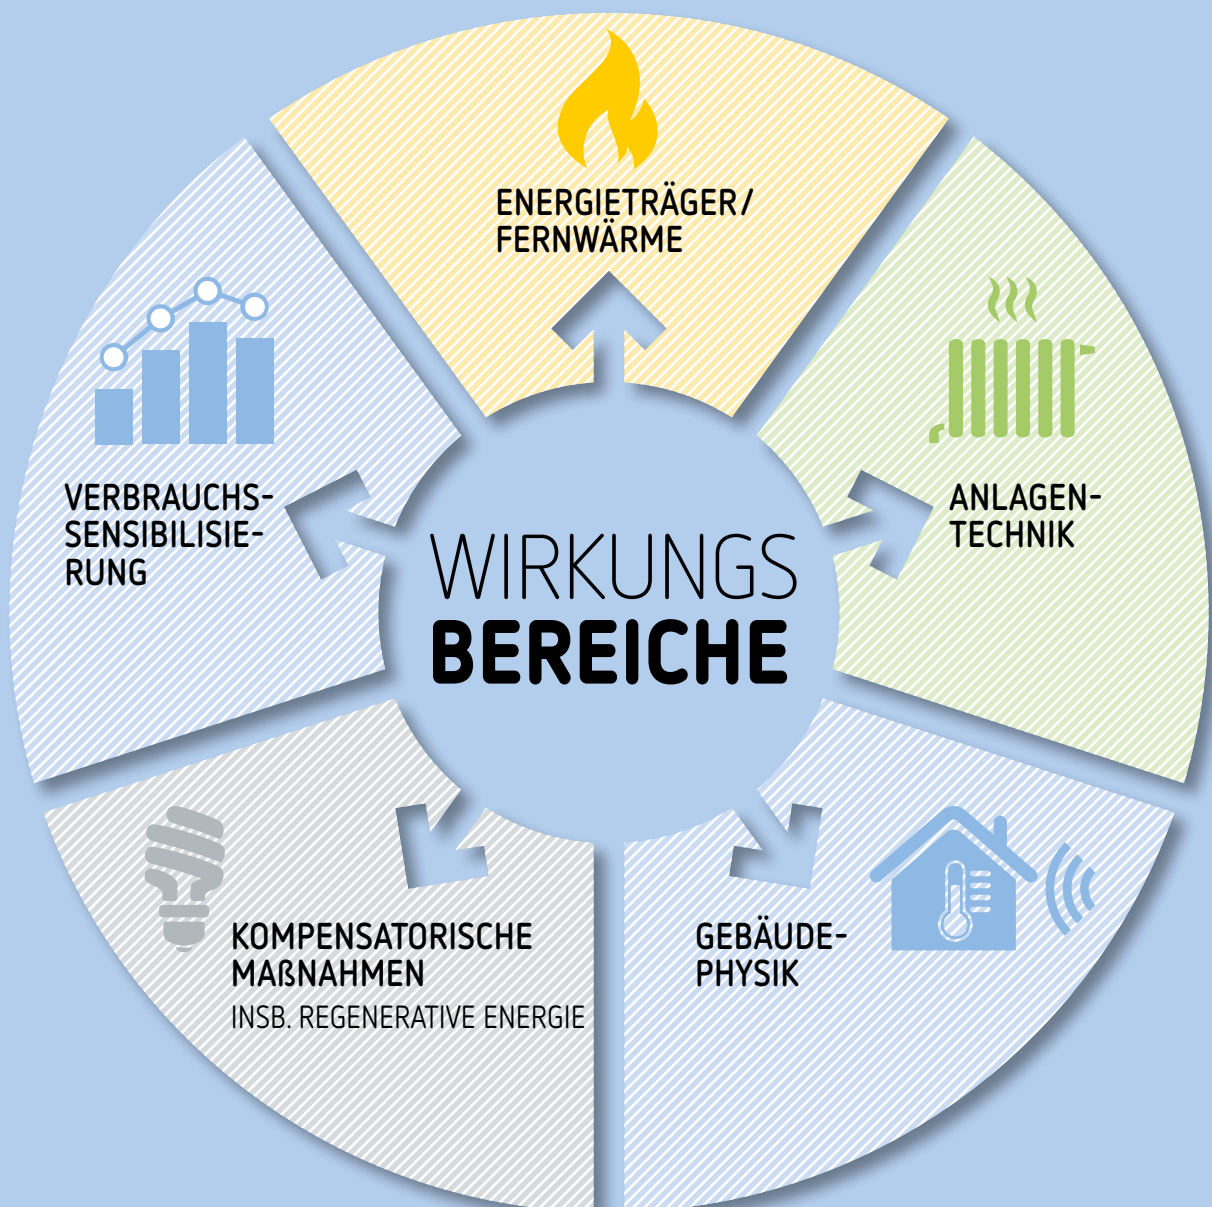 ENERGIETRÄGER/
FERNWÄRME
ANLAGEN-
TECHNIK
GEBÄUDE-
PHYSIK
KOMPENSATORISCHE
MAßNAHMEN
INSB. REGENERATIVE ENERGIE
VERBRAUCHS-
SENSIBILISIE-
RUNG
WIRKUNGS
BEREICHE